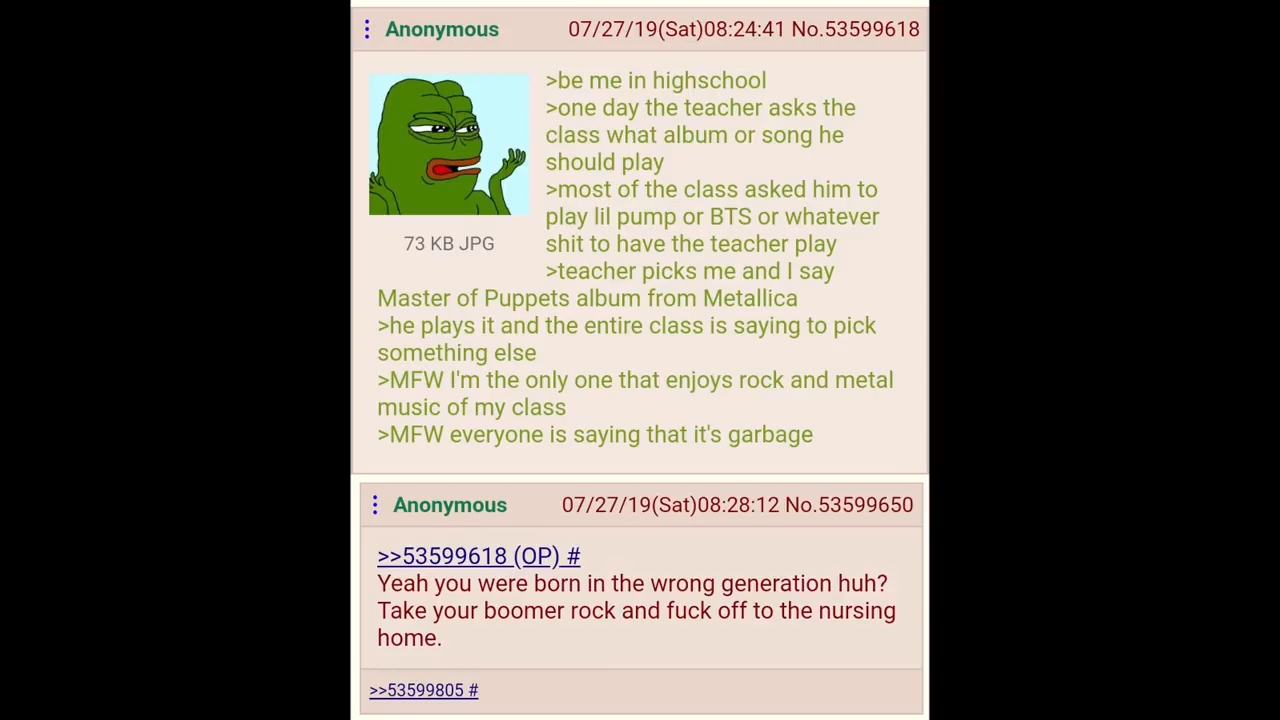 Anonymous 07/27/19(Sat)08:24:41 No.53599618
>be me in highschool
>one day the teacher asks the
class what album or song he
should play
>most of the class asked him to
play lil pump or BTS or whatever
shit to have the teacher play
73 KB JPG
>teacher picks me and I say
Master of Puppets album from Metallica
>he plays it and the entire class is saying to pick
something else
>MFW I'm the only one that enjoys rock and metal
music of my class
>MFW everyone is saying that it's garbage
Anonymous 07/27/19(Sat)08:28:12 No.53599650
>>53599618 (OP) #
Yeah you were born in the wrong generation huh?
Take your boomer rock and fuck off to the nursing
home.
>>53599805 #